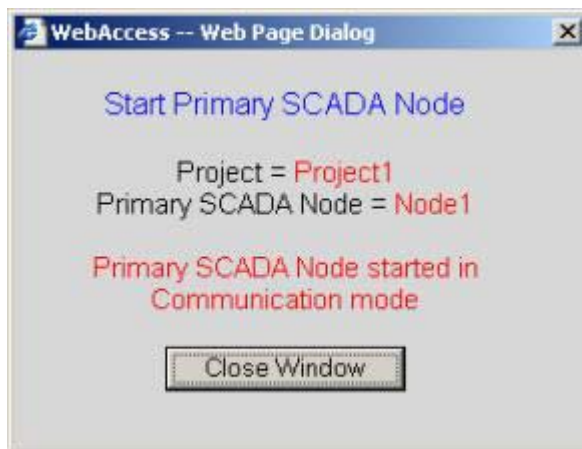 WebAccess -- Web Page Dialog
Start Primary SCADA Node
Project = Project1
Primary SCADA Node = Node1
Primary SCADA Node started in
Communication mode
Close Window